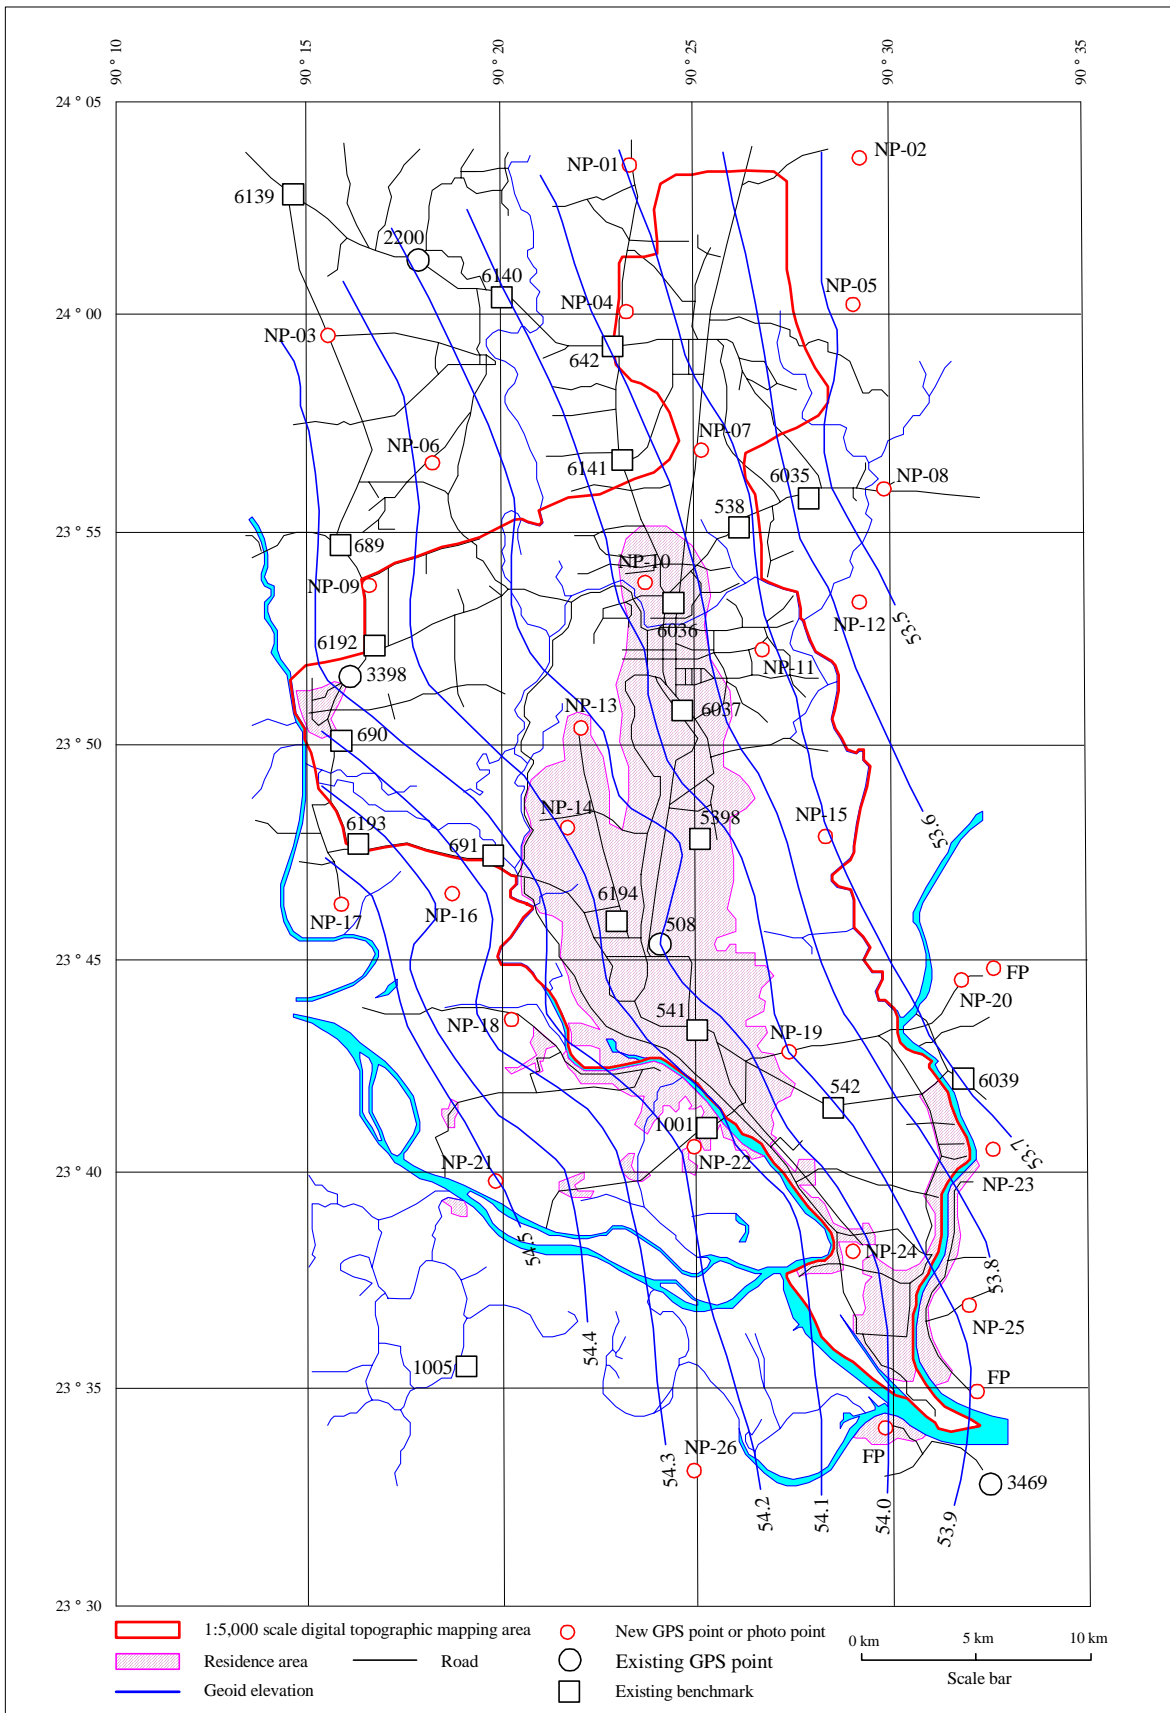 90 ° 10
90 ° 15
90 ° 20
90 ° 25
90 ° 30
90 ° 35
24 ° 05
NP-01
NP-02
6139
2200
6140
NP-05
NP-04
24 ° 00
NP-03
642
NP-07
NP-06
6141
6035
NP-08
538
23 ° 55
689
NP-10
NP-09
53.5
NP-12
6036
6192
NP-11
3398
NP-13
6037
690
23 ° 50
NP-14
NP-15
5398
53.6
6193
691
6194
NP-17
NP-16
508
23 ° 45
FP
NP-20
541
NP-18
NP-19
6039
542
1001
53.7
NP-21
NP-22
23 ° 40
NP-23
54.5
NP-24
53.8
NP-25
54.4
1005
FP
23 ° 35
NP-26
FP
54.3
3469
54.2
54.1
54.0
53.9
23 ° 30
1:5,000 scale digital topographic mapping area
New GPS point or photo point
0 km
5 km
10 km
Residence area
Road
Existing GPS point
Scale bar
Geoid elevation
Existing benchmark